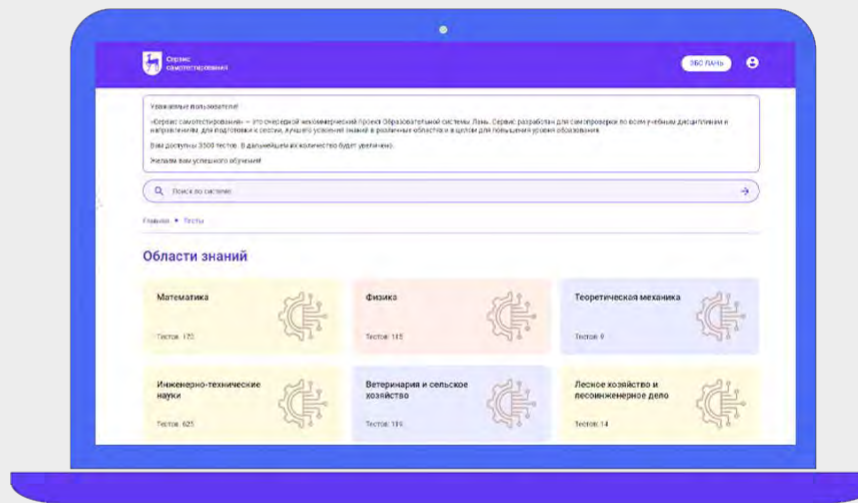 Сервис
самотестирования
ЭБС ЛАНЬ
Уважаемые пользователи!
«Сервис самотестирования» — это очередной некоммерческий проект Образовательной системы Лань. Сервис разработан для самопроверки по всем учебным дисциплинам и
направлениям, для подготовки к сессии, лучшего усвоения знаний в различных областях и в целом для повышения уровня образования.
Вам доступны 3500 тестов. В дальнейшем их количество будет увеличено.
Желаем вам успешного обучения!
Поиск по системе
Главная • Тесты
Области знаний
Математика
Физика
Теоретическая механика
Тестов: 172
Тестов: 115
Тестов: 9
Инженерно-технические
науки
Ветеринария и сельское
хозяйство
Лесное хозяйство и
лесоинженерное дело
Тестов: 625
Тестов: 119
Тестов: 14